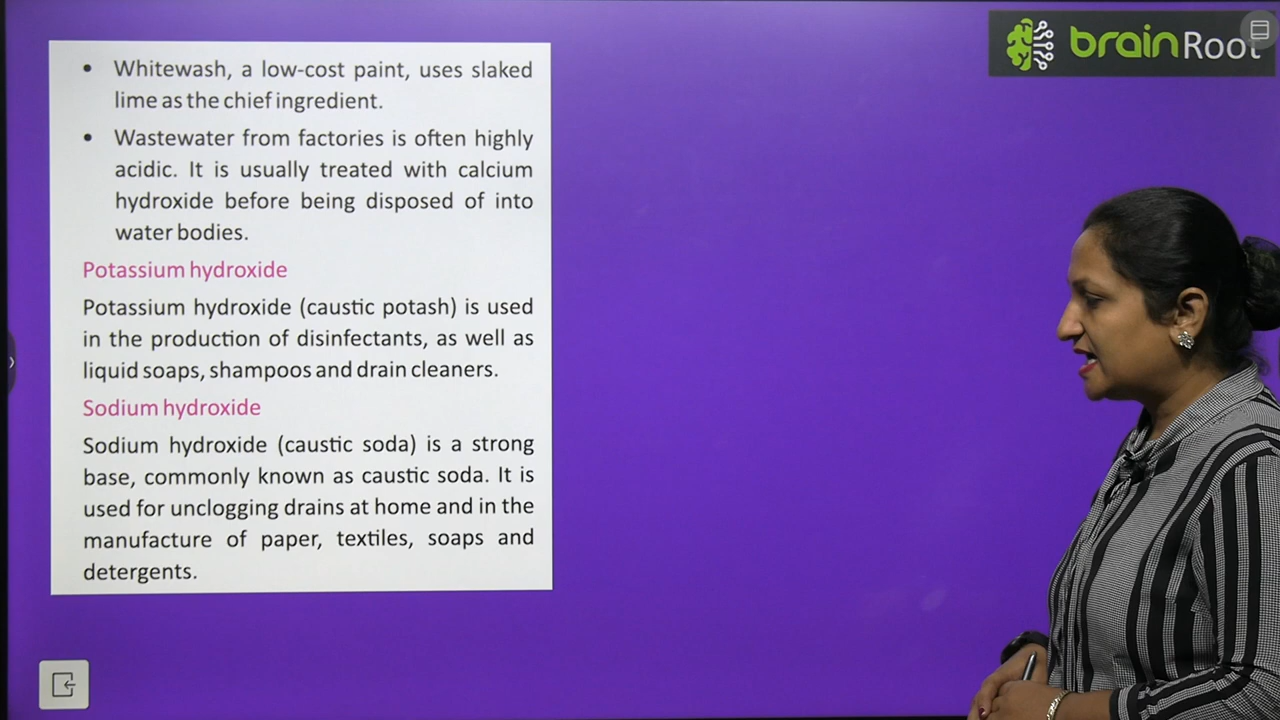 brainRoot
• Whitewash, a low-cost paint, uses slaked
lime as the chief ingredient.
• Wastewater from factories is often highly
acidic. It is usually treated with calcium
hydroxide before being disposed of into
water bodies.
Potassium hydroxide
Potassium hydroxide (caustic potash) is used
in the production of disinfectants, as well as
liquid soaps, shampoos and drain cleaners.
Sodium hydroxide
Sodium hydroxide (caustic soda) is a strong
base, commonly known as caustic soda. It is
used for unclogging drains at home and in the
manufacture of paper, textiles, soaps and
detergents.